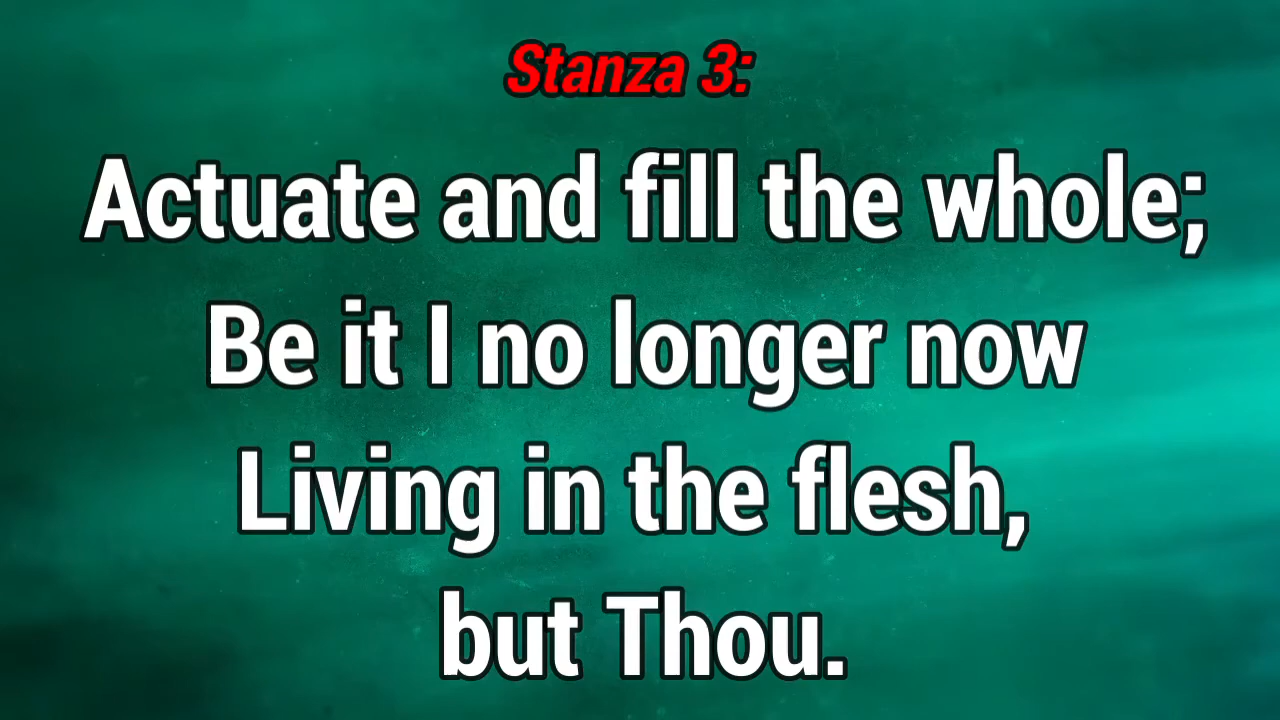 Stanza 3:
Actuate and fill the whole;
Be it I no longer now
Living in the flesh,
but Thou.